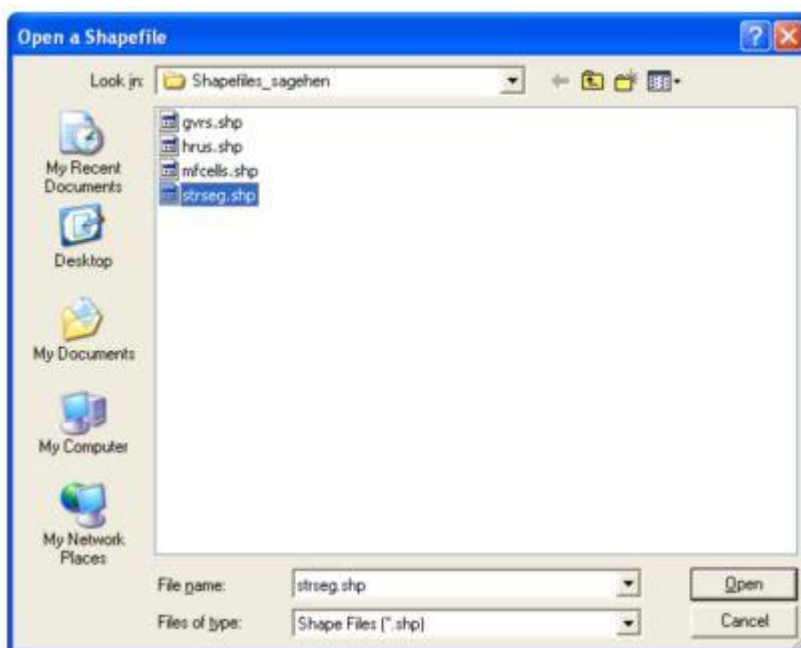 Open a Shapefile
Look in:
Shapefiles_sagehen
gvrs.shp
hrus.shp
mfcells.shp
strseg.shp
My Recent
Documents
Desktop
My Documents
My Computer
My Network
Places
File name:
strseg.shp
Open
Files of type:
Shape Files (*.shp)
Cancel